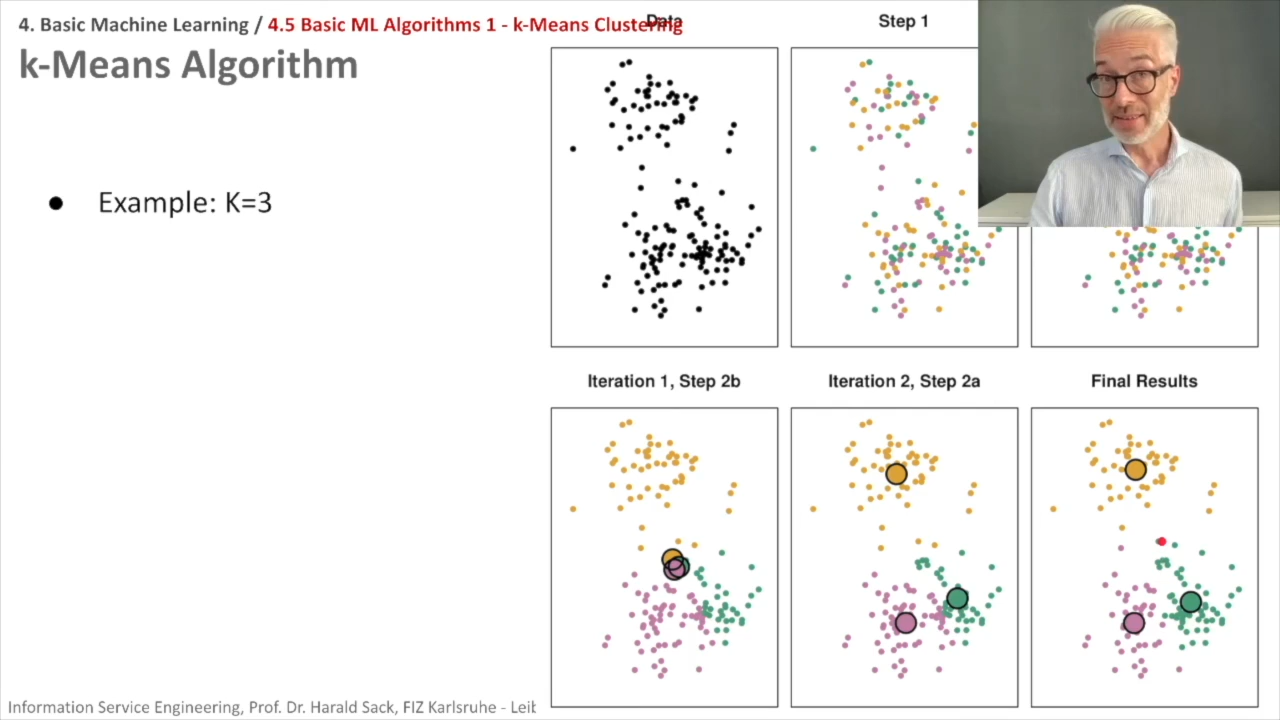 4. Basic Machine Learning / 4.5 Basic ML Algorithms 1 - k-Means Clustering
k-Means Algorithm
● Example: K=3
Data
Step 1
Iteration 1, Step 2b
Iteration 2, Step 2a
Final Results
Information Service Engineering, Prof. Dr. Harald Sack, FIZ Karlsruhe - Leib